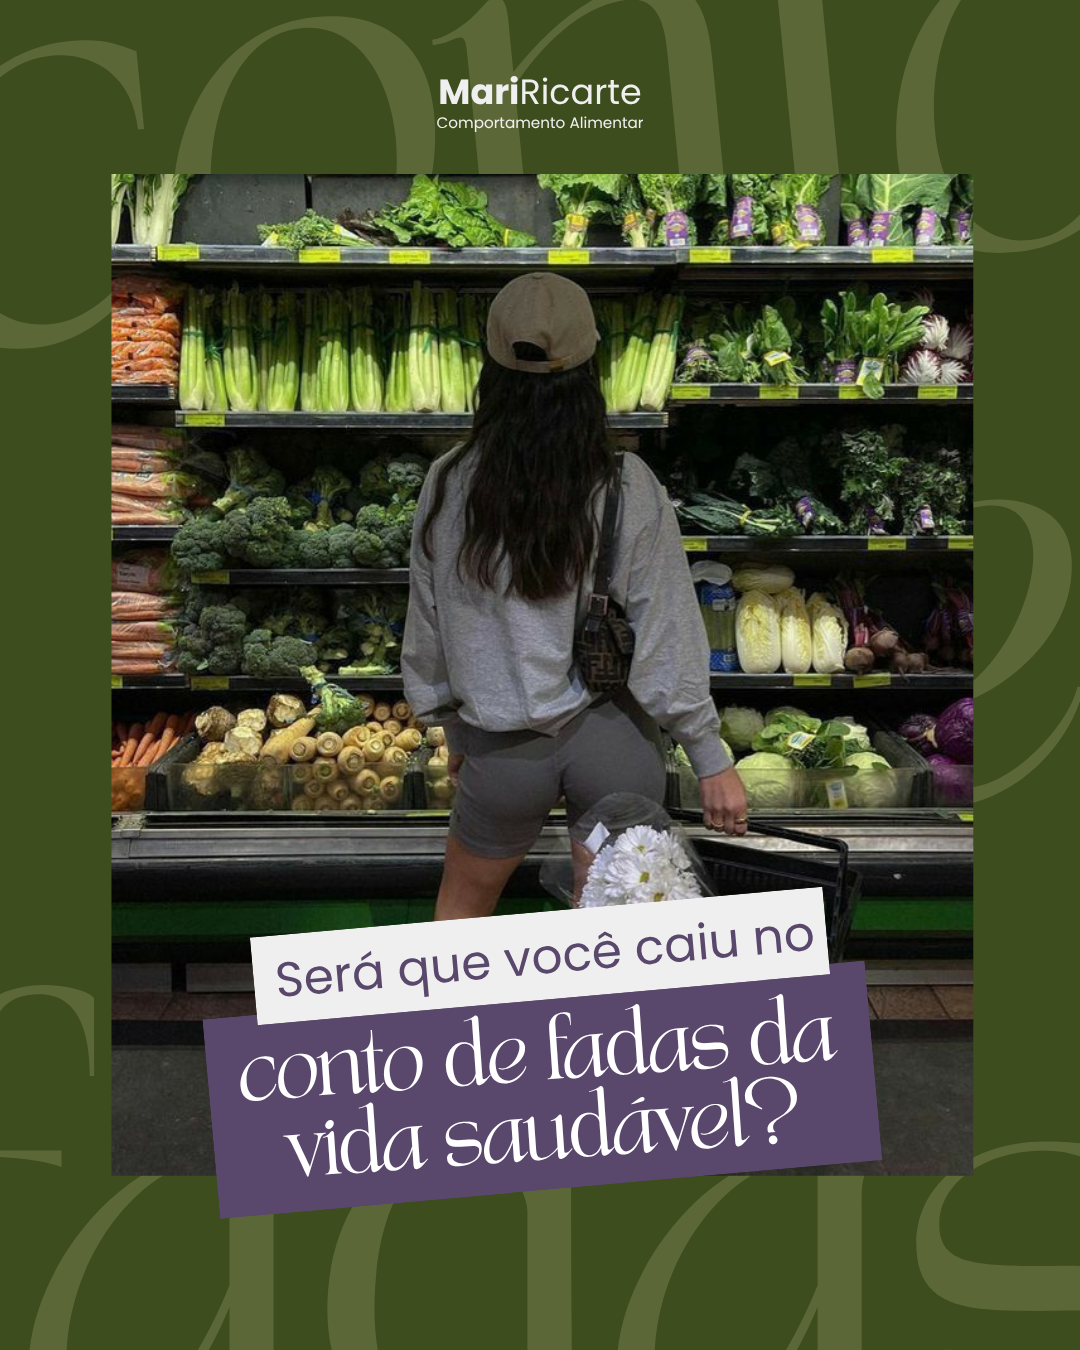 MariRicarte
Comportamento Alimentar
Será que você caiu no
conto de fadas da
vida saudável?